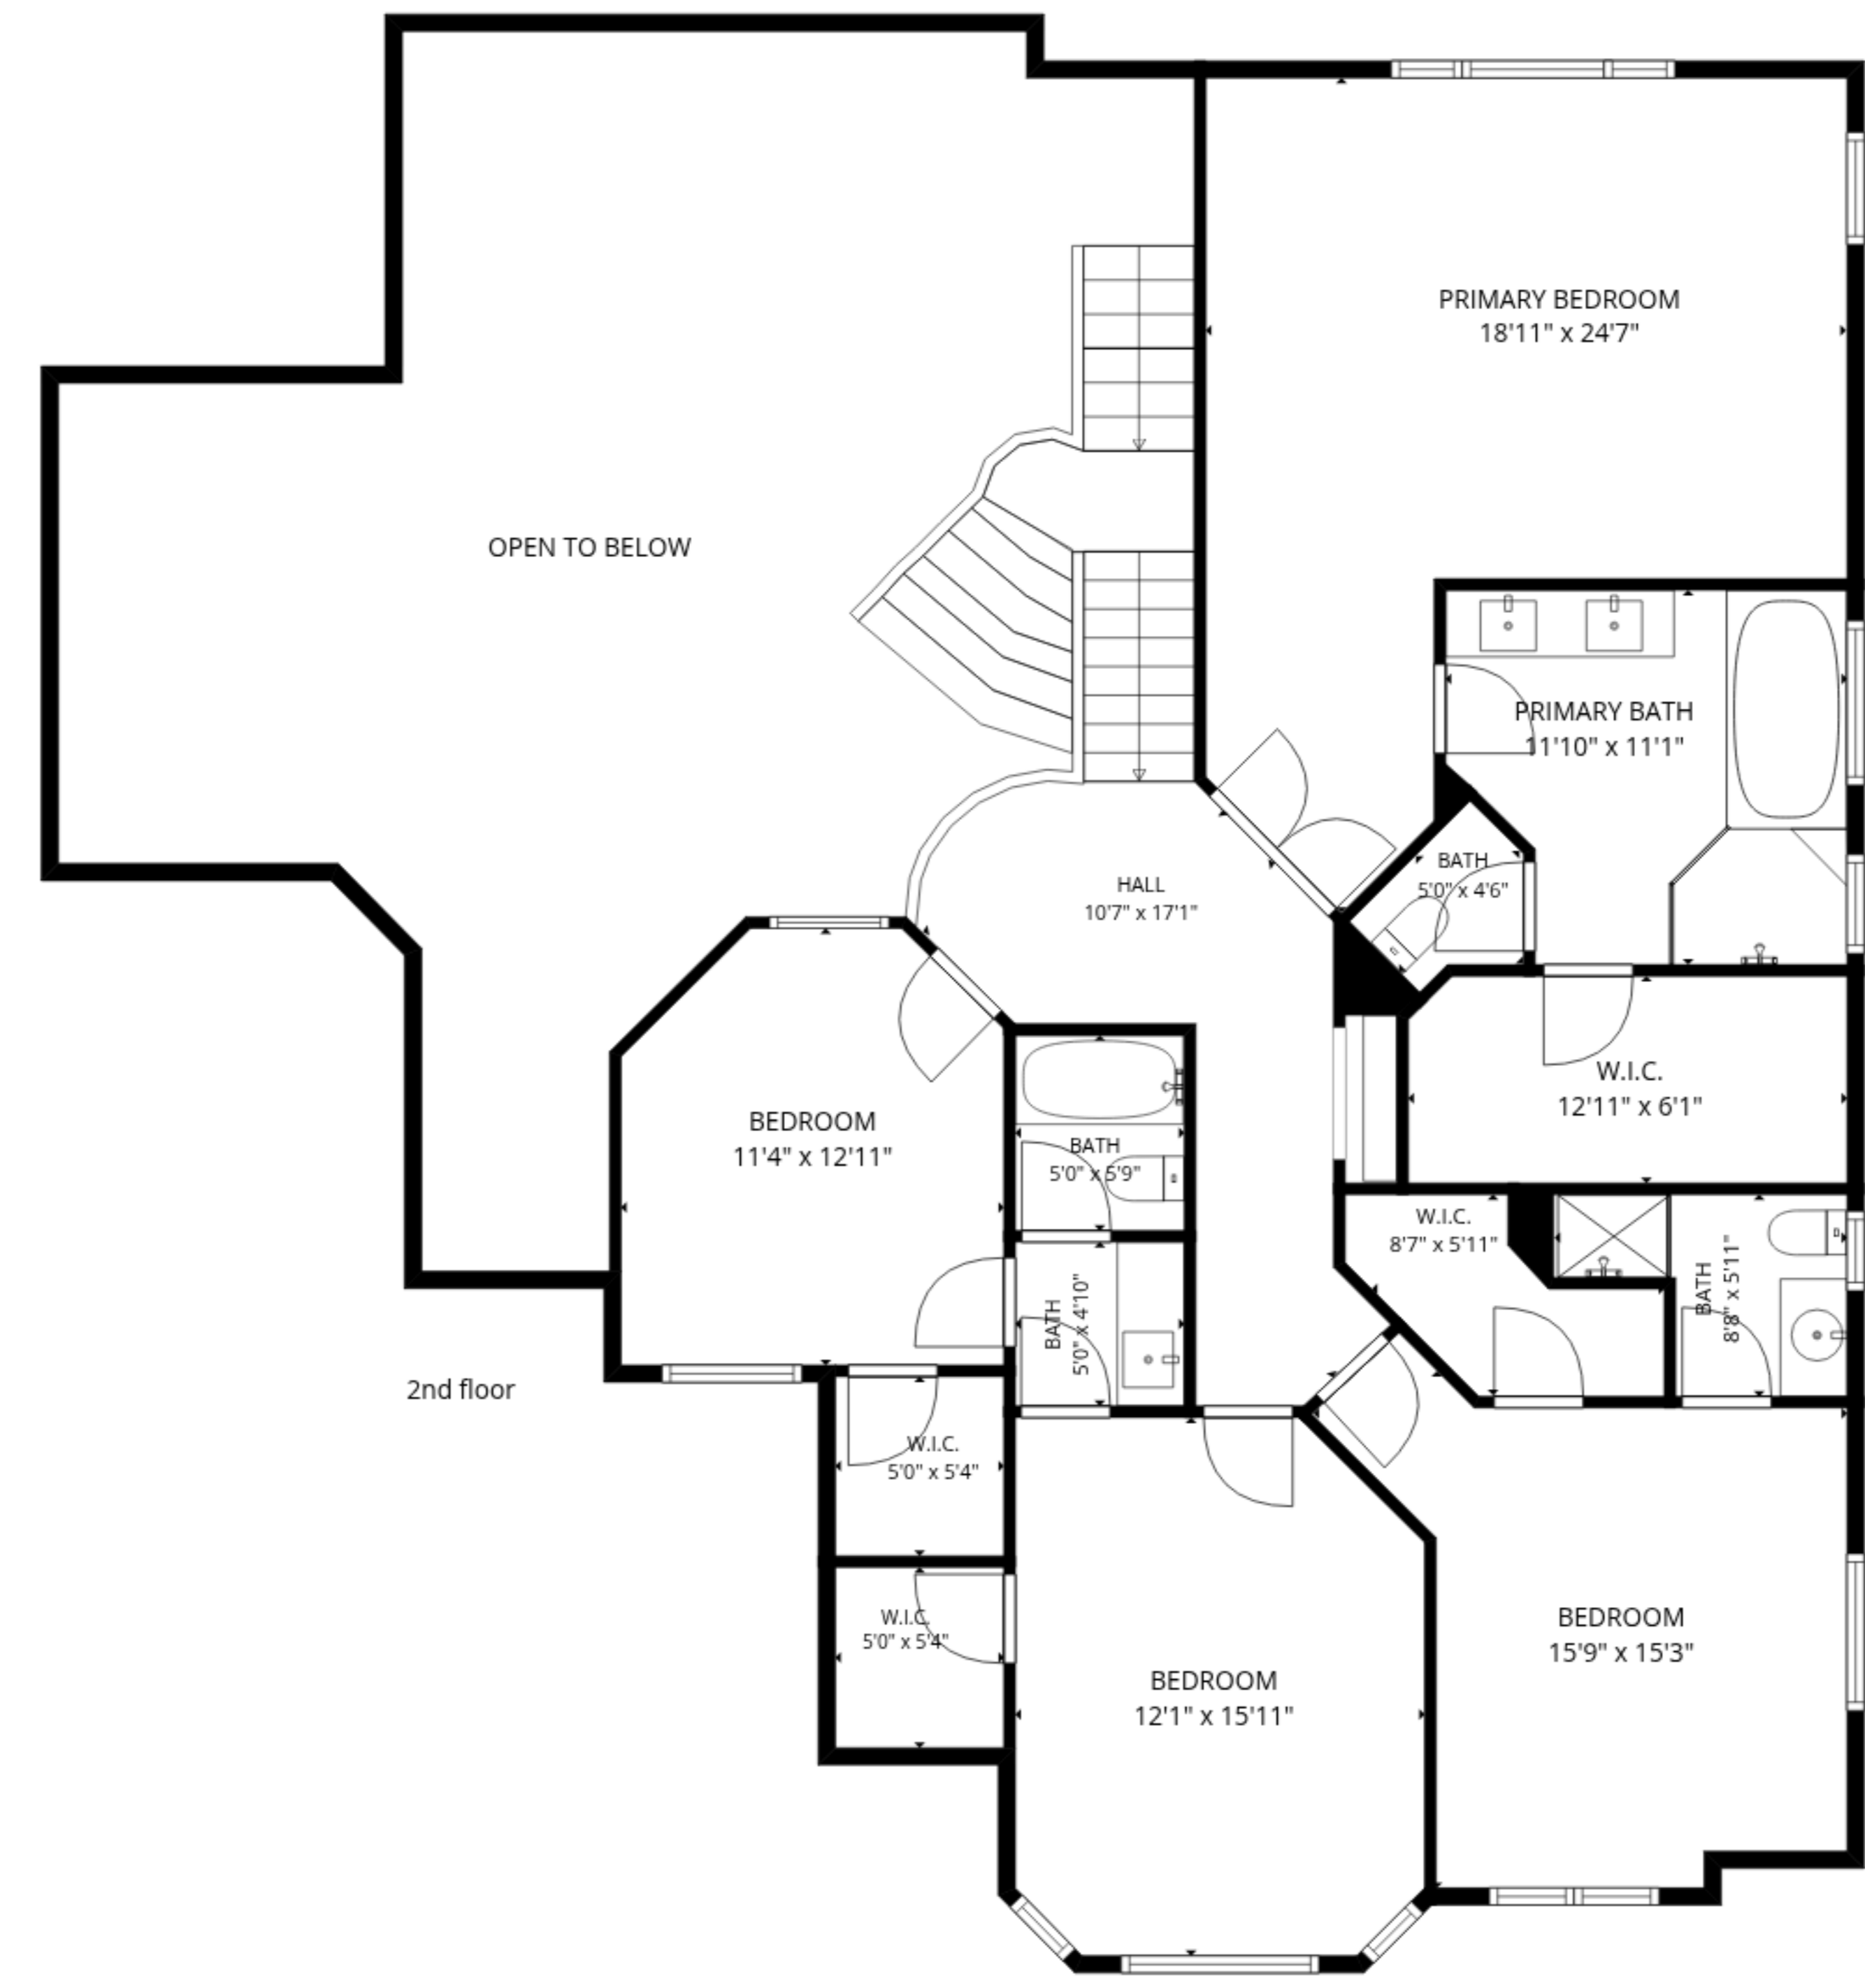 PRIMARY BEDROOM
18'11" x 24'7"
OPEN TO BELOW
PRIMARY BATH
11'10" x 11'1"
BATH
5'0" x 4'6"
HALL
10'7" x 17'1"
W.I.C.
12'11" x 6'1"
BEDROOM
11'4" x 12'11"
BATH
5'0" x 5'9"
W.I.C.
8'7" x 5'11"
BATH
8'8" x 5'11"
BATH
5'0" x 4'10"
2nd floor
W.I.C.
5'0" x 5'4"
W.I.C.
5'0" x 5'4"
BEDROOM
15'9" x 15'3"
BEDROOM
12'1" x 15'11"